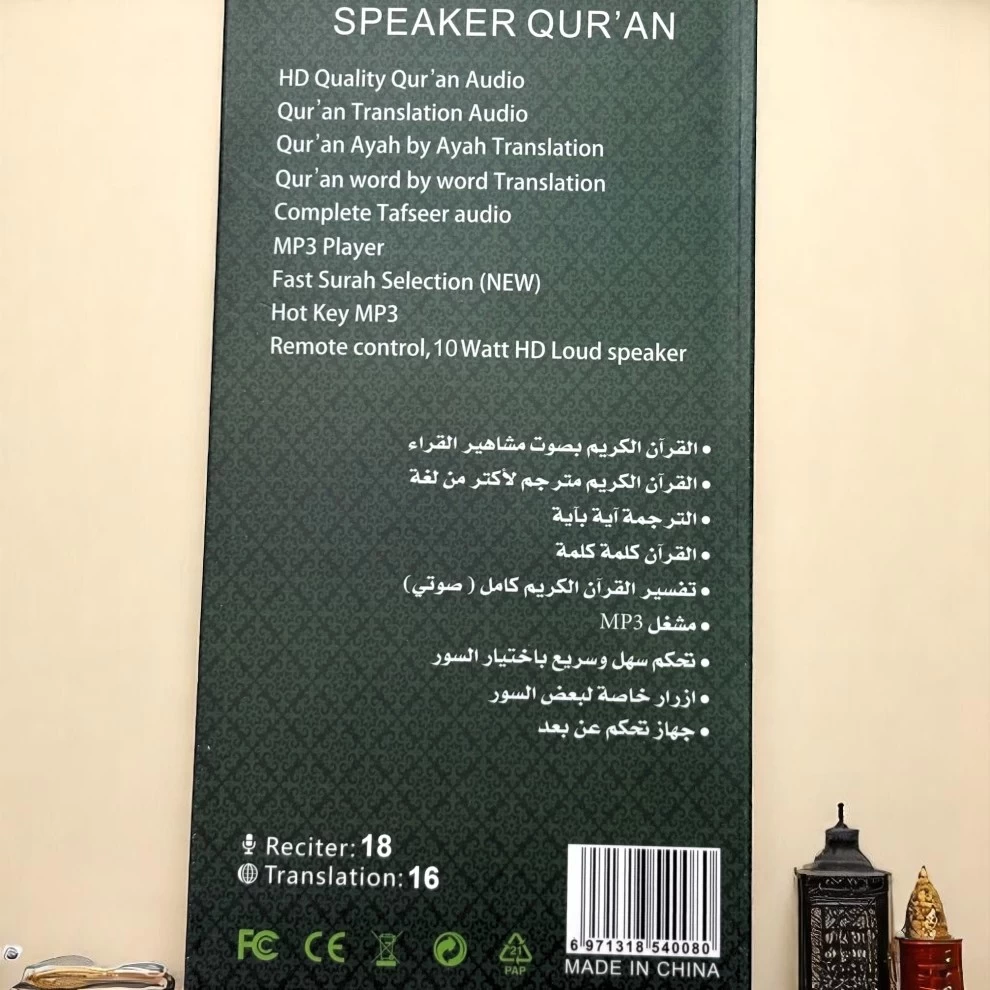 SPEAKER QUR'AN
HD Quality Qur'an Audio
Qur'an Translation Audio
Qur'an Ayah by Ayah Translation
Qur'an word by word Translation
Complete Tafseer audio
MP3 Player
Fast Surah Selection (NEW)
Hot Key MP3
Remote control,10Watt HD Loud speaker
• القرآن الكريم بصوت مشاهير القراء
• القرآن الكريم مترجم لأكثر من لغة
• الترجمة آية بآية
• القرآن كلمة كلمة
• تفسير القرآن الكريم كامل ( صوتي)
• مشغل MP3
• تحكم سهل وسريع باختيار السور
• ازرار خاصة لبعض السور
• جهاز تحكم عن بعد
Reciter: 18
Translation: 16
FC CE 21 PAP
6 971318 540080
MADE IN CHINA